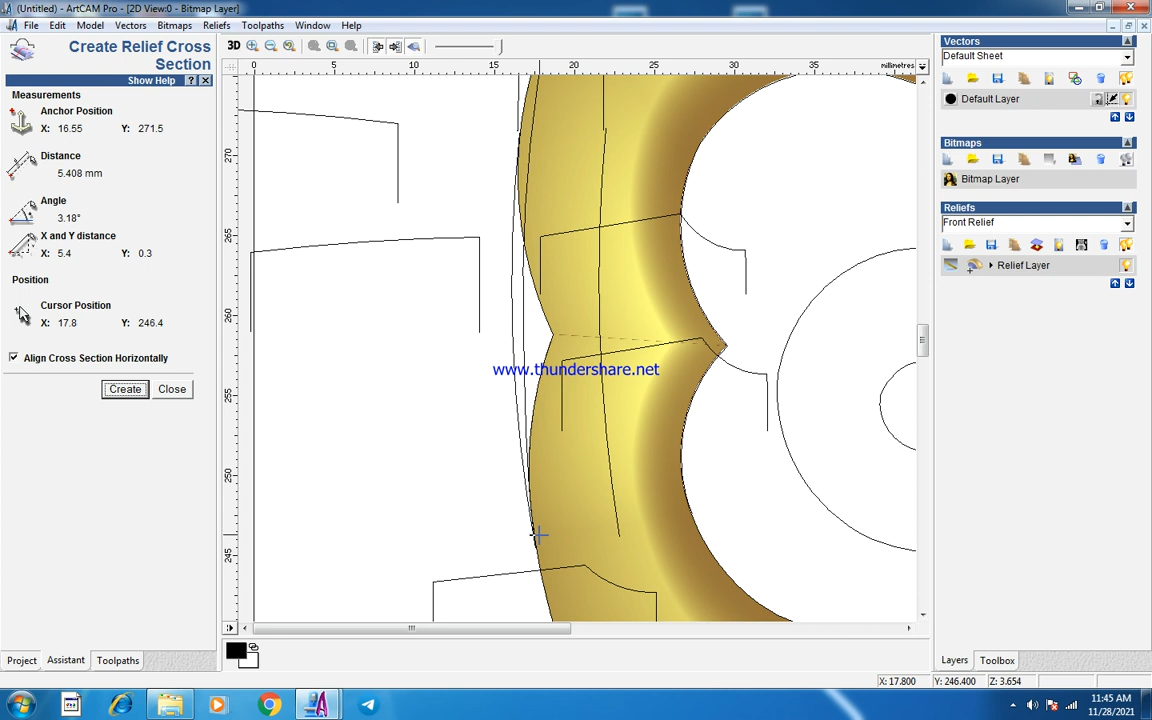 (Untitled) - ArtCAM Pro - [2D View:0 - Bitmap Layer]
File Edit Model Vectors Bitmaps Reliefs Toolpaths Window Help
Create Relief Cross
Section
Show Help ? X
Measurements
Anchor Position
X: 16.55 Y: 271.5
Distance
5.408 mm
Angle
3.18°
X and Y distance
X: 5.4 Y: 0.3
Position
Cursor Position
X: 17.8 Y: 246.4
Align Cross Section Horizontally
Create Close
Project Assistant Toolpaths
3D
0 5 10 15 20 25 30 35 millimetres
270
265
260
255
250
245
www.thundershare.net
Vectors
Default Sheet
Default Layer
Bitmaps
Bitmap Layer
Reliefs
Front Relief
Relief Layer
Layers Toolbox
X: 17.800 Y: 246.400 Z: 3.654
11:45 AM
11/28/2021